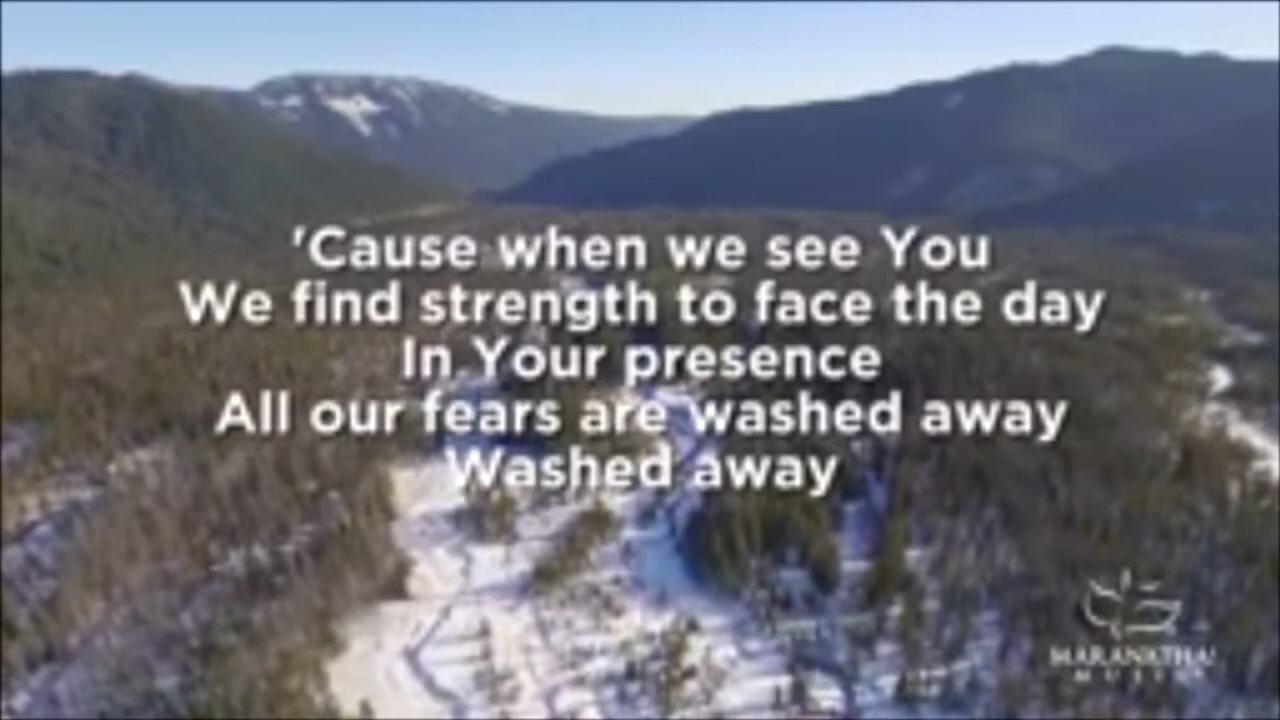 'Cause when we see You
We find strength to face the day
In Your presence
All our fears are washed away
Washed away
MARANATHA!
MUSIC